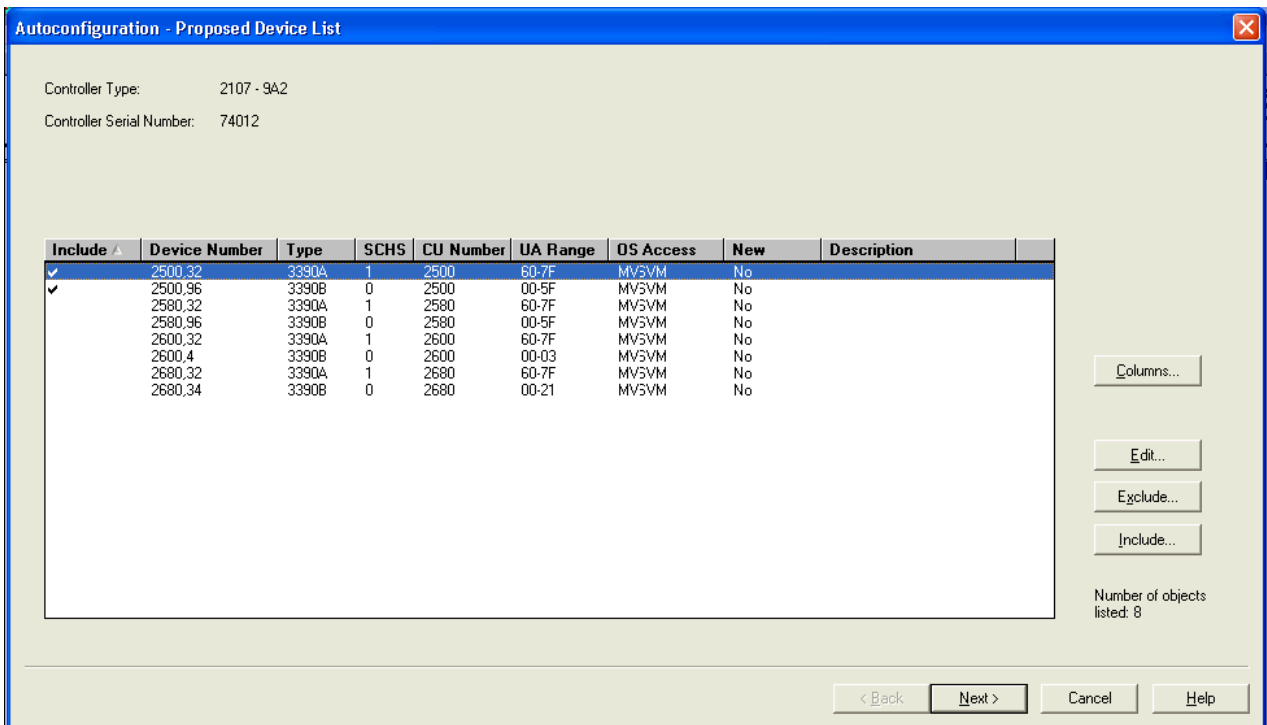 Autoconfiguration - Proposed Device List
Controller Type: 2107 - 9A2
Controller Serial Number: 74012
Include Device Number Type SCHS CU Number UA Range OS Access New Description
2500,32 3390A 1 2500 60-7F MVSVM No
2500,96 3390B 0 2500 00-5F MVSVM No
2580,32 3390A 1 2580 60-7F MVSVM No
2580,96 3390B 0 2580 00-5F MVSVM No
2600,32 3390A 1 2600 60-7F MVSVM No
2600,4 3390B 0 2600 00-03 MVSVM No
2680,32 3390A 1 2680 60-7F MVSVM No
2680,34 3390B 0 2680 00-21 MVSVM No
Columns...
Edit...
Exclude...
Include...
Number of objects
listed: 8
< Back Next > Cancel Help